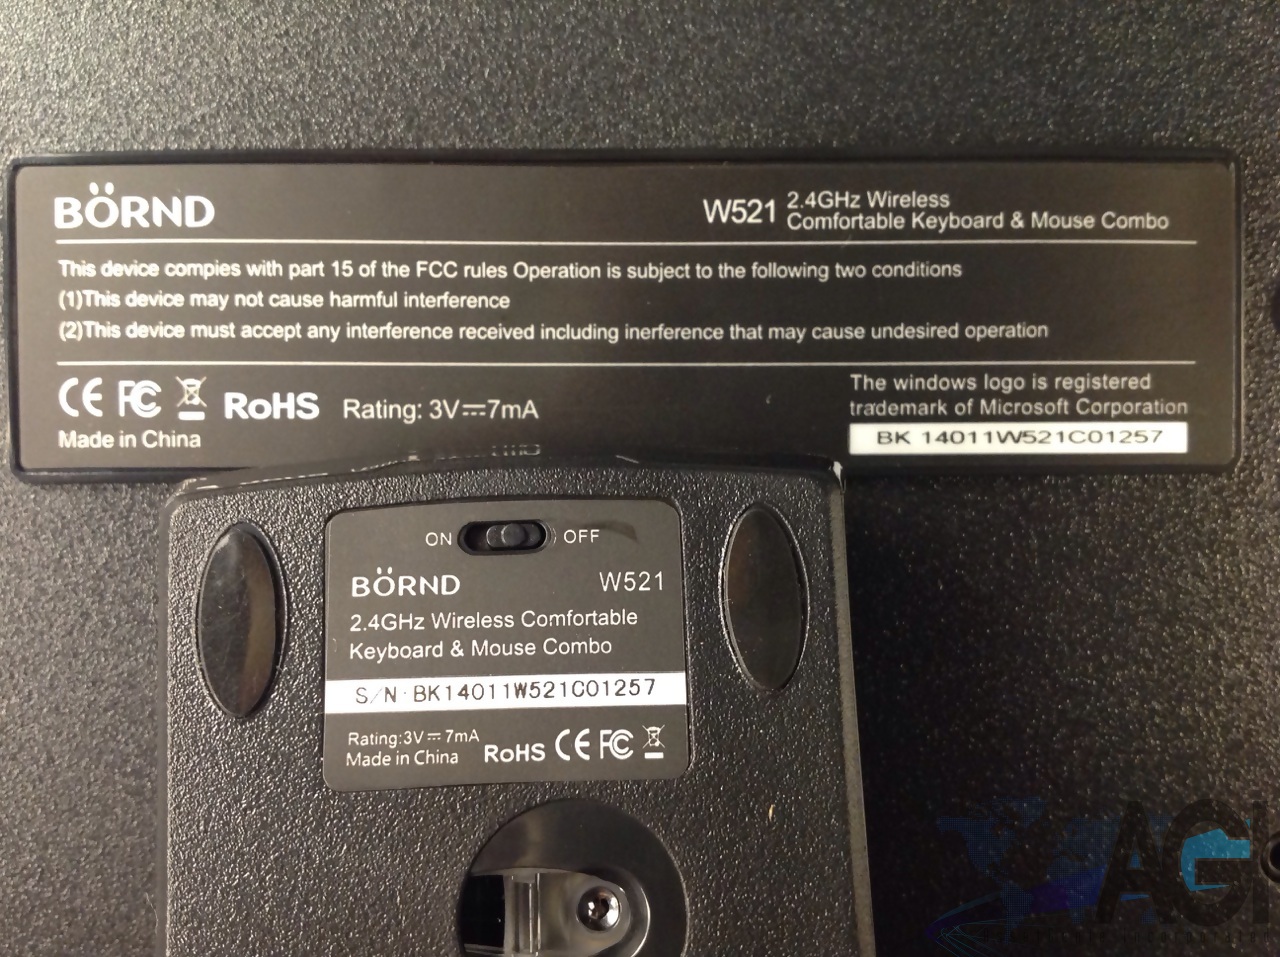 BÖRND
W521 2.4GHz Wireless
Comfortable Keyboard & Mouse Combo
This device compies with part 15 of the FCC rules Operation is subject to the following two conditions
(1)This device may not cause harmful interference
(2)This device must accept any interference received including inerference that may cause undesired operation
CE FC RoHS Rating: 3V⎓7mA
Made in China
The windows logo is registered
trademark of Microsoft Corporation
BK 14011W521C01257
ON OFF
BÖRND W521
2.4GHz Wireless Comfortable
Keyboard & Mouse Combo
S/N:BK14011W521C01257
Rating:3V⎓7mA
Made in China RoHS CE FC
AGI